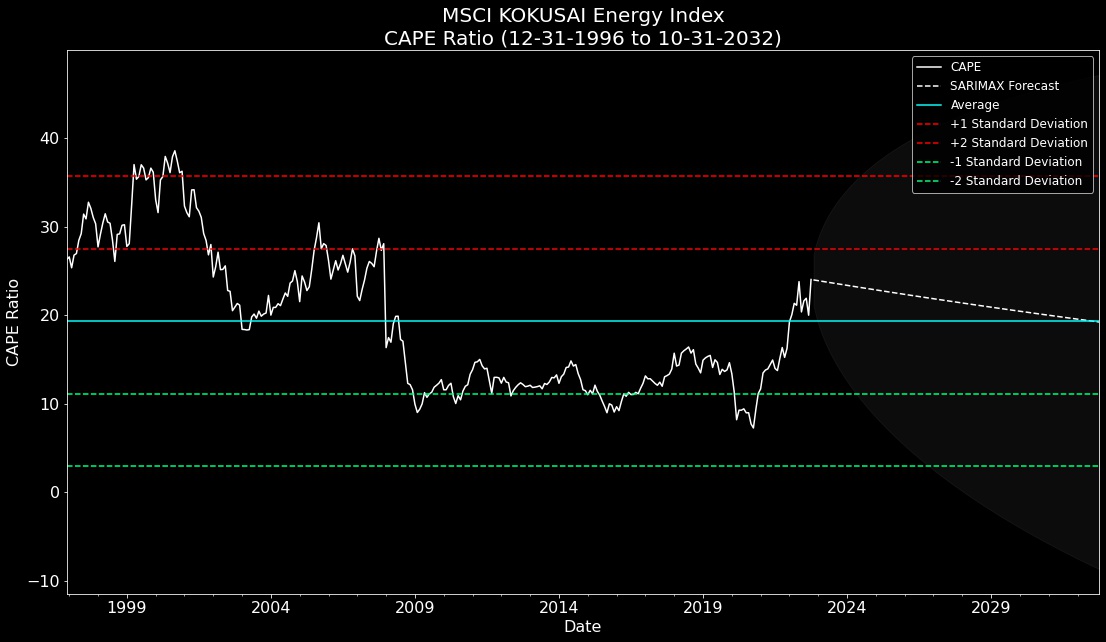 MSCI KOKUSAI Energy Index
CAPE Ratio (12-31-1996 to 10-31-2032)
CAPE
SARIMAX Forecast
Average
+1 Standard Deviation
+2 Standard Deviation
-1 Standard Deviation
-2 Standard Deviation
CAPE Ratio
40
30
20
10
0
−10
1999 2004 2009 2014 2019 2024 2029
Date